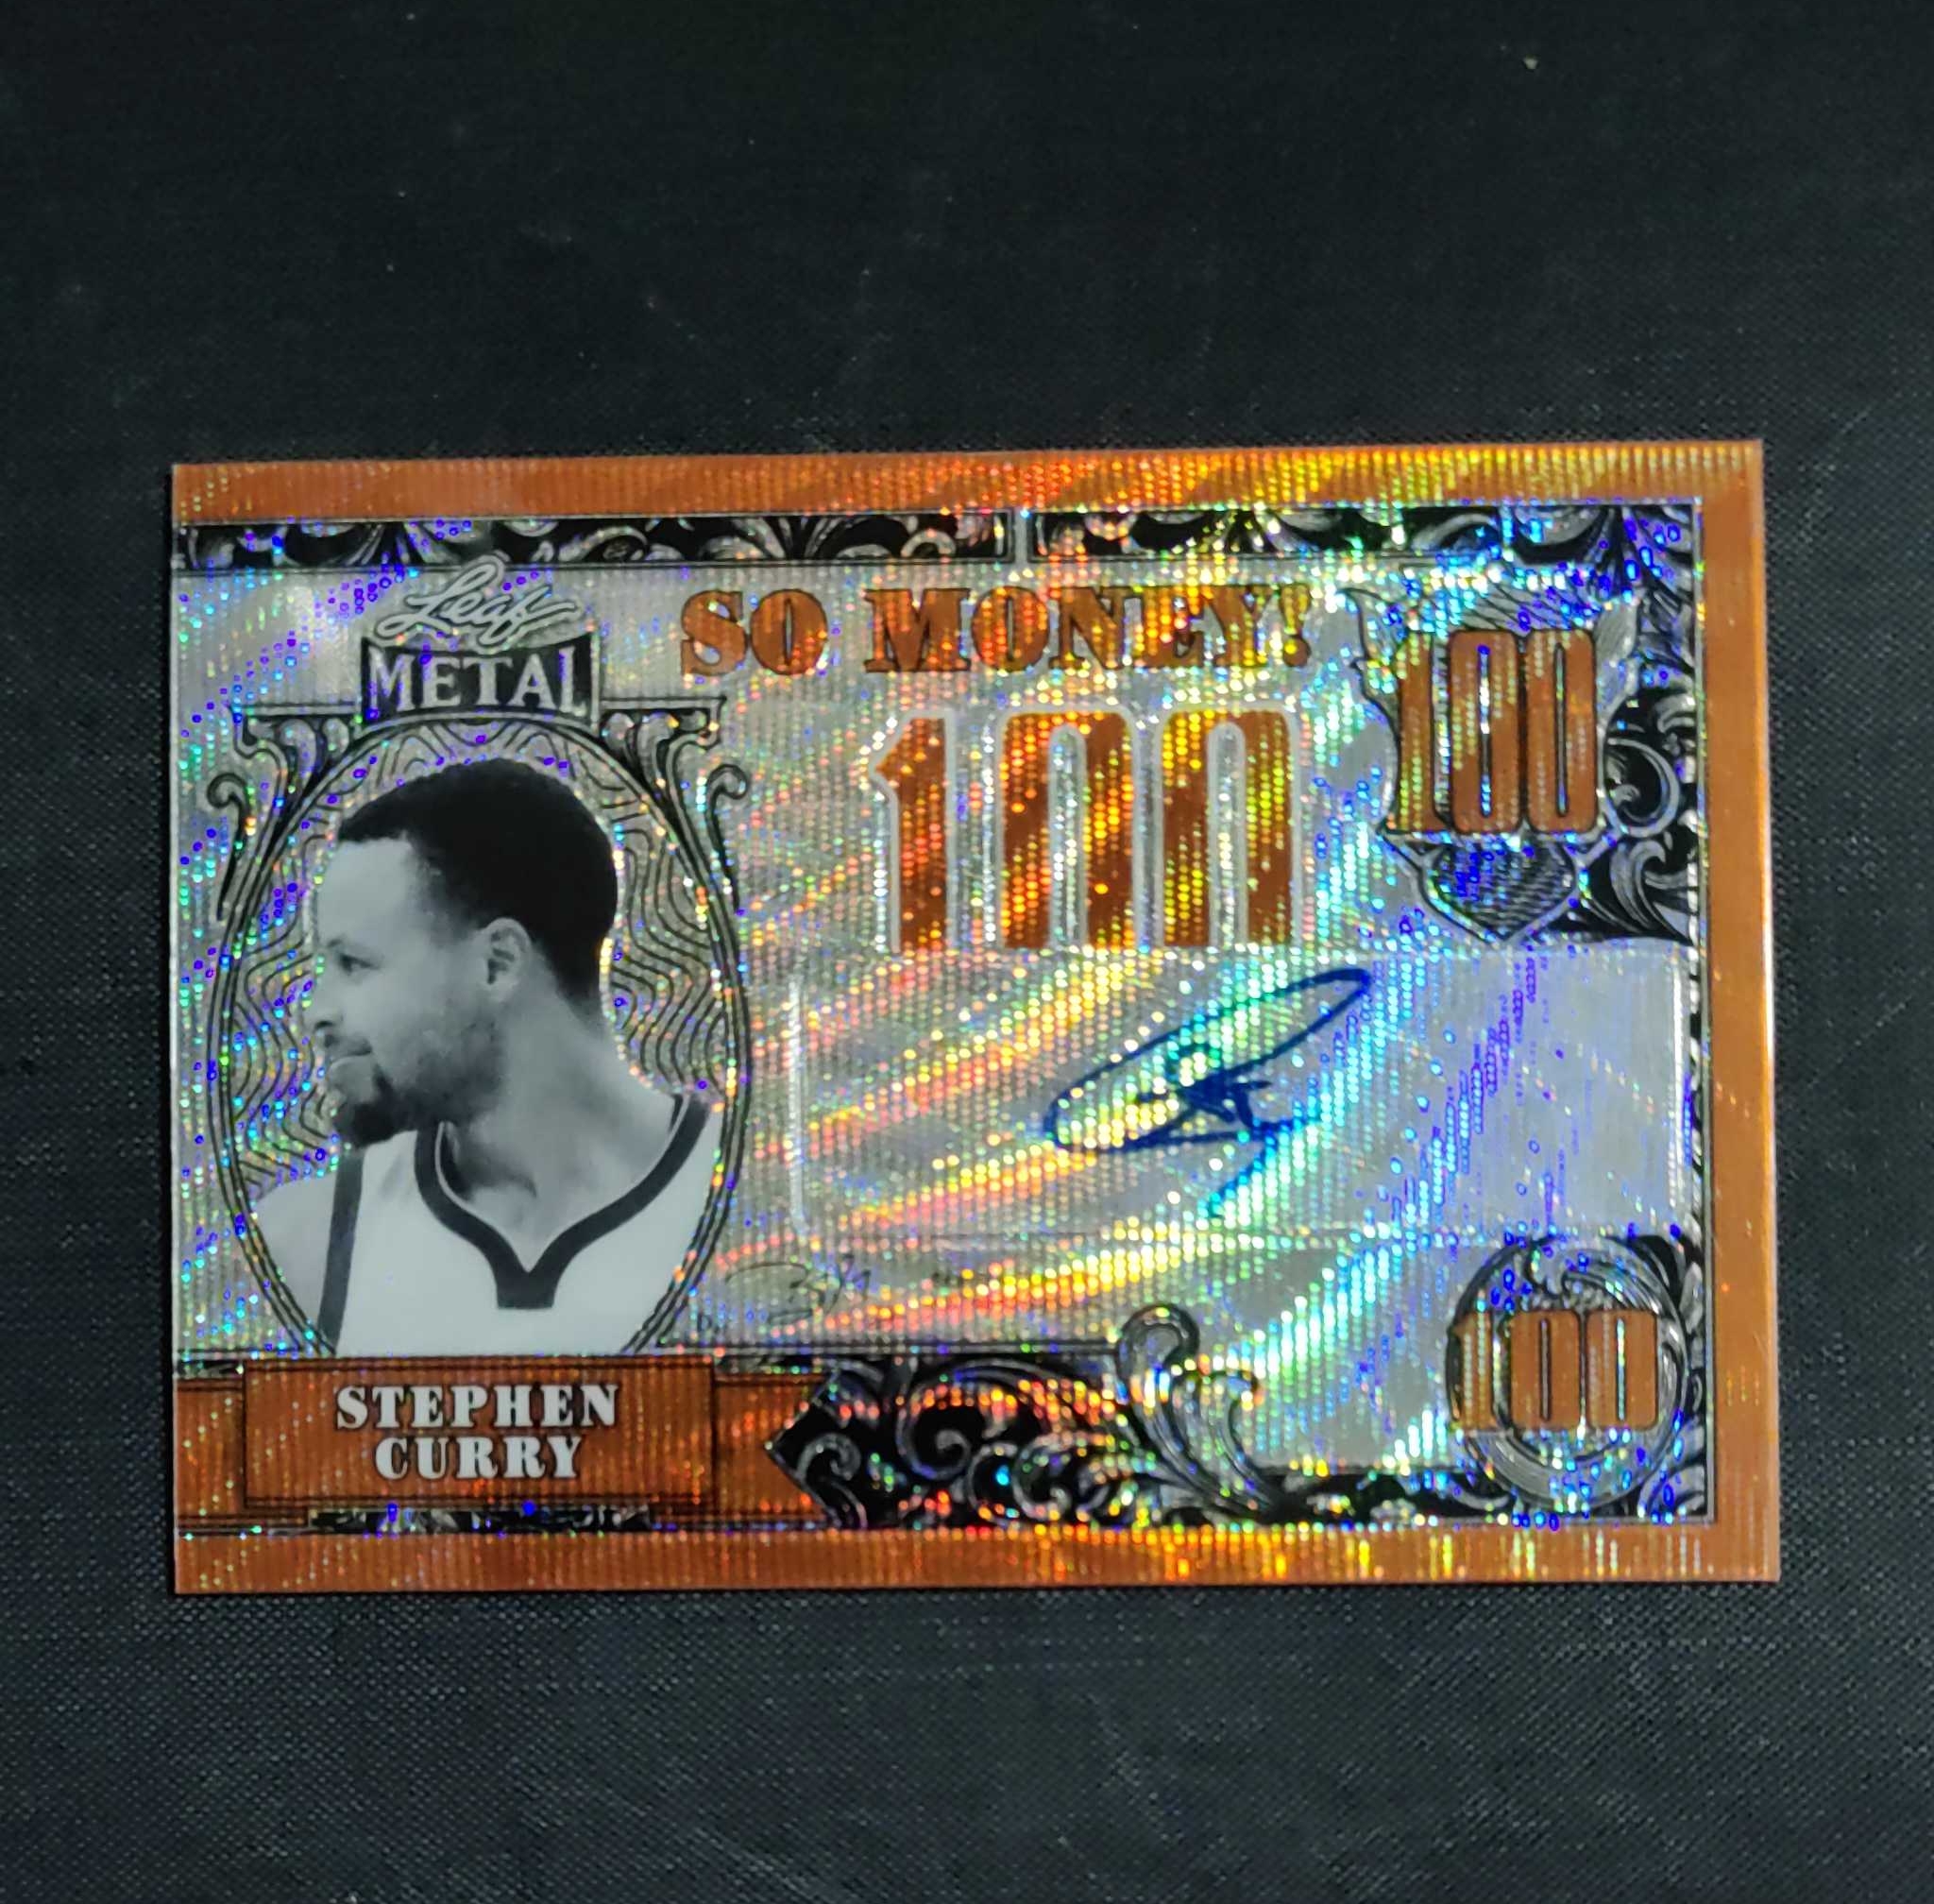 Leaf
METAL
SO MONEY!
100
100
STEPHEN
CURRY
100